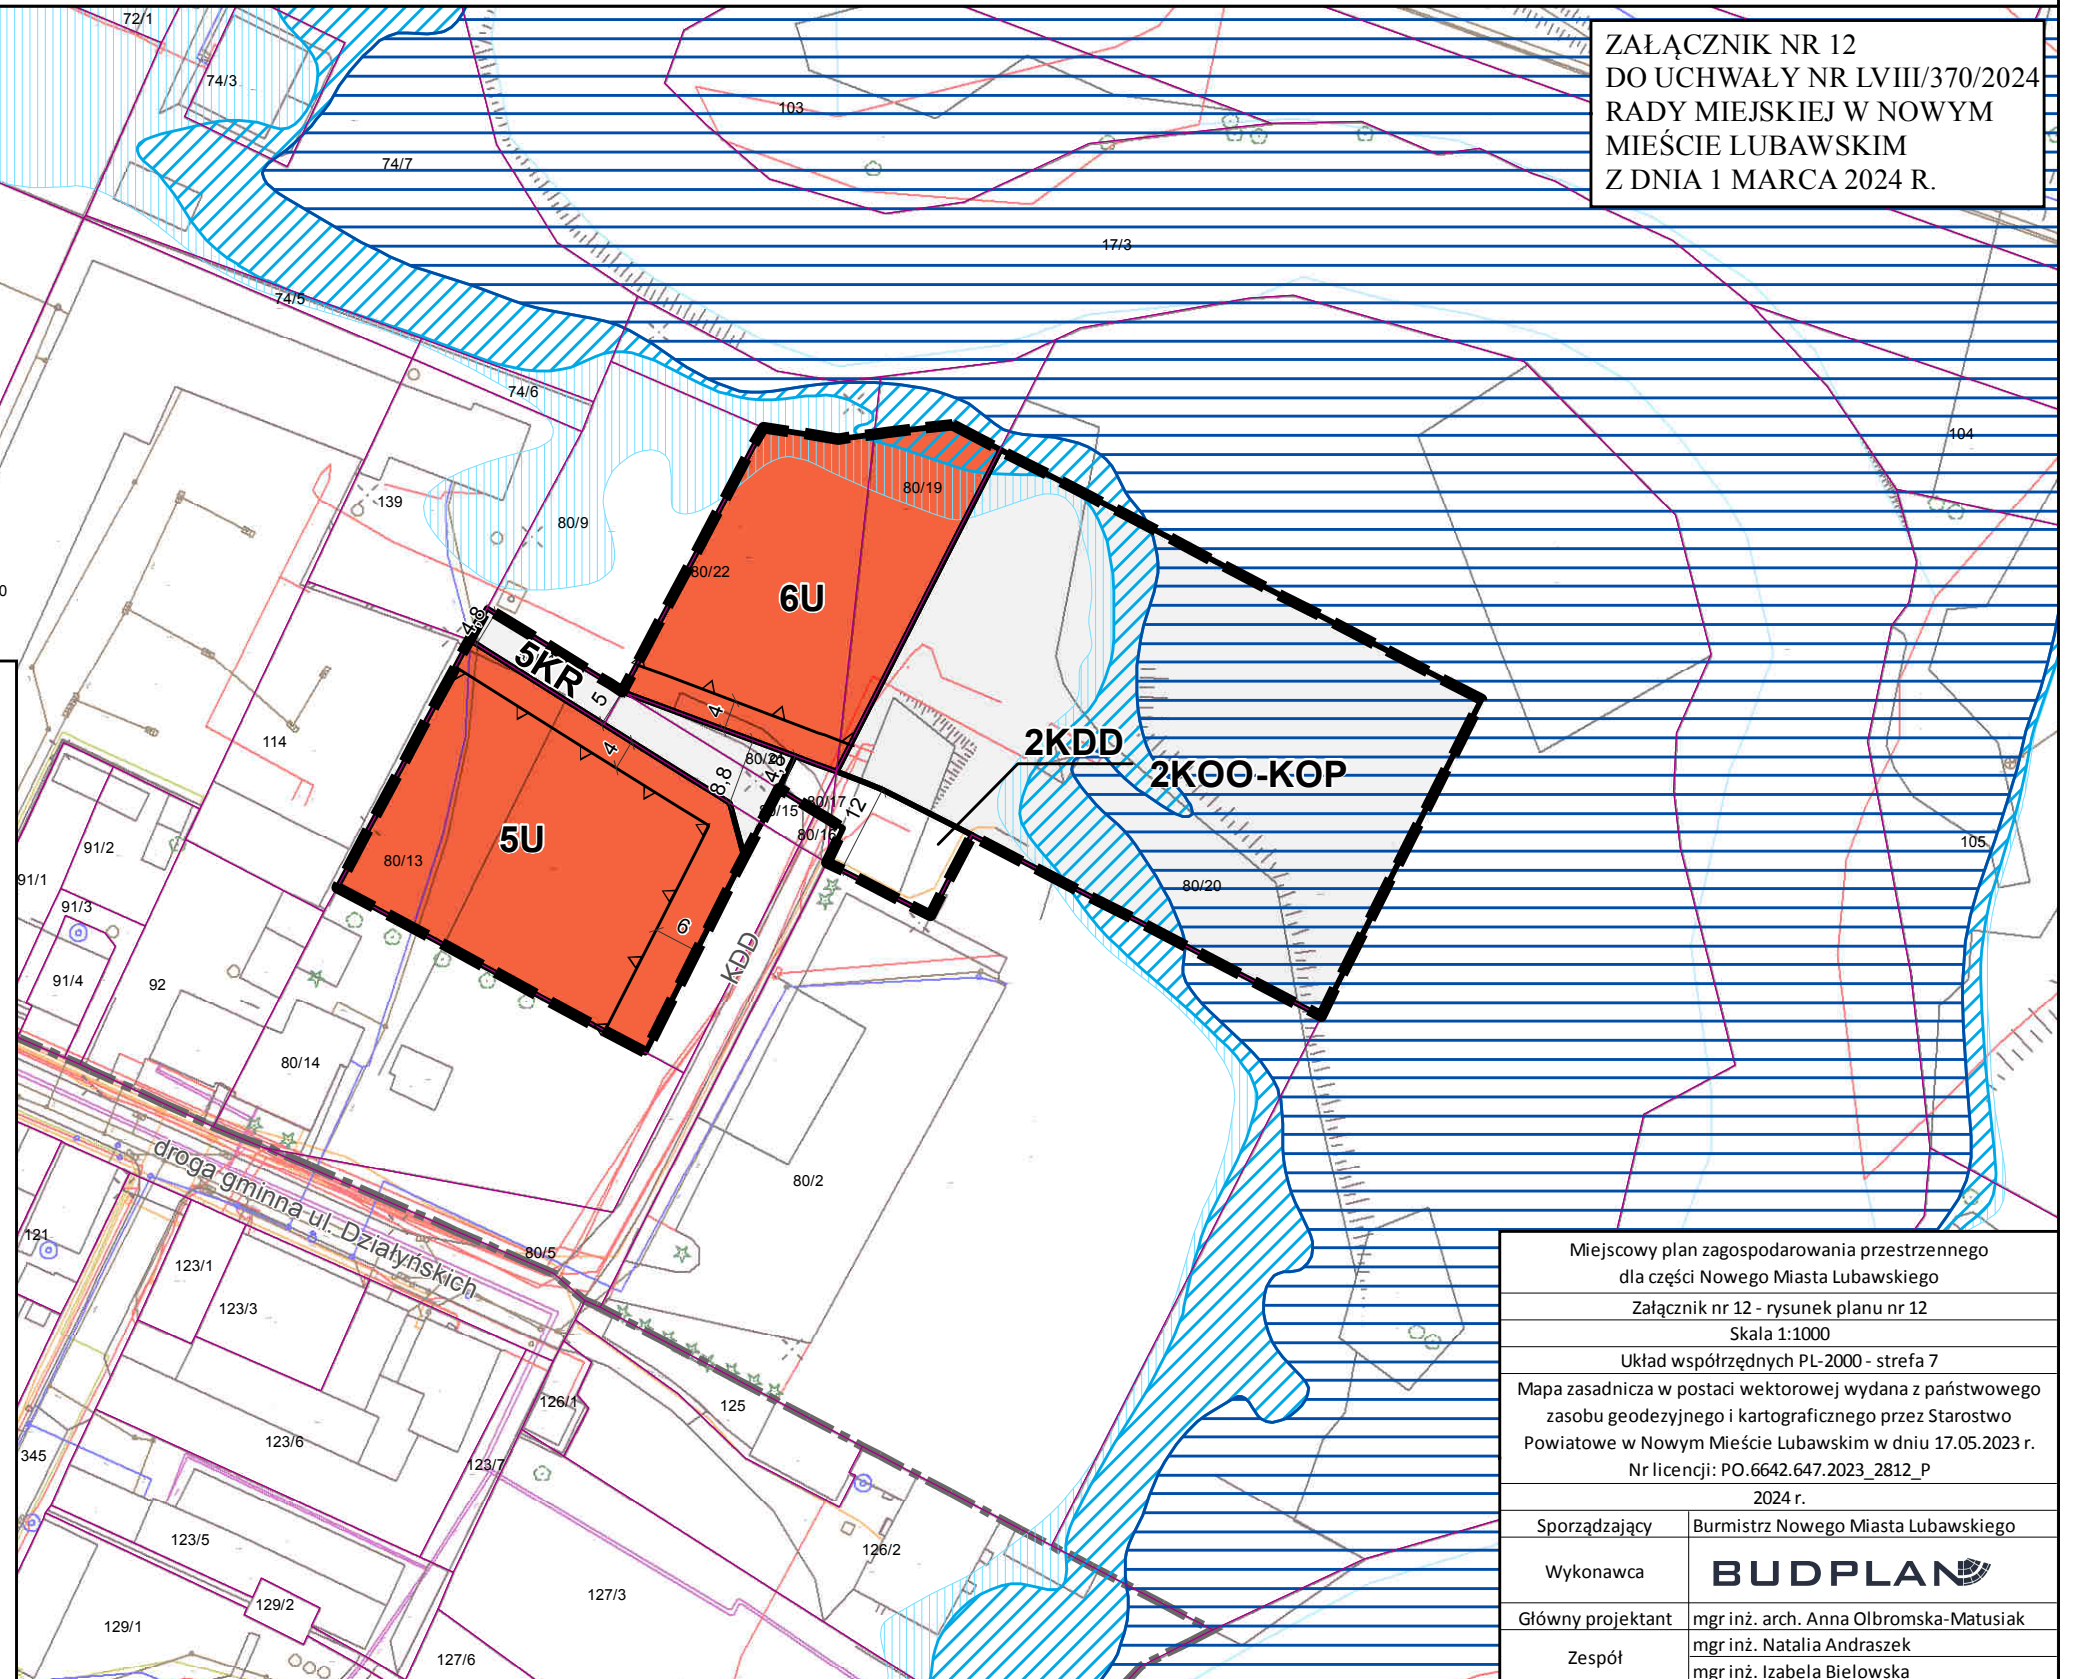 ZAŁĄCZNIK NR 12
DO UCHWAŁY NR LVIII/370/2024
RADY MIEJSKIEJ W NOWYM
MIEŚCIE LUBAWSKIM
Z DNIA 1 MARCA 2024 R.
72/1
74/3
103
74/7
17/3
74/5
74/6
104
80/19
139
80/9
80/22
6U
0
4,8
5KR
5
4
114
4
2KDD
80/21
4,8
2KOO-KOP
8,8
80/17
12
80/15
80/16
5U
91/2
80/13
105
91/1
80/20
91/3
6
KDD
91/4
92
80/14
droga gminna ul. Działyńskich
80/2
121
80/5
123/1
123/3
126/1
125
123/6
345
123/7
123/5
126/2
127/3
129/2
129/1
127/6
Miejscowy plan zagospodarowania przestrzennego
dla części Nowego Miasta Lubawskiego
Załącznik nr 12 - rysunek planu nr 12
Skala 1:1000
Układ współrzędnych PL-2000 - strefa 7
Mapa zasadnicza w postaci wektorowej wydana z państwowego
zasobu geodezyjnego i kartograficznego przez Starostwo
Powiatowe w Nowym Mieście Lubawskim w dniu 17.05.2023 r.
Nr licencji: PO.6642.647.2023_2812_P
2024 r.
Sporządzający Burmistrz Nowego Miasta Lubawskiego
Wykonawca BUDPLAN
Główny projektant mgr inż. arch. Anna Olbromska-Matusiak
Zespół mgr inż. Natalia Andraszek
mgr inż. Izabela Bielowska